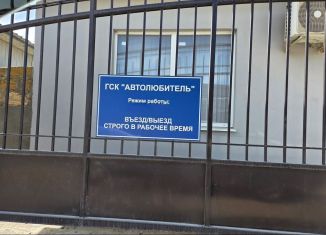 ГСК "АВТОЛЮБИТЕЛЬ"
Режим работы:
ВЪЕЗД/ВЫЕЗД
СТРОГО В РАБОЧЕЕ ВРЕМЯ